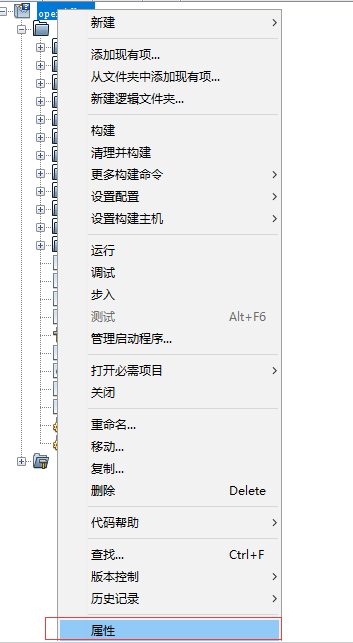 新建
添加现有项...
从文件夹中添加现有项...
新建逻辑文件夹...
构建
清理并构建
更多构建命令
设置配置
设置构建主机
运行
调试
步入
测试 Alt+F6
管理启动程序...
打开必需项目
关闭
重命名...
移动...
复制...
删除 Delete
代码帮助
查找... Ctrl+F
版本控制
历史记录
属性